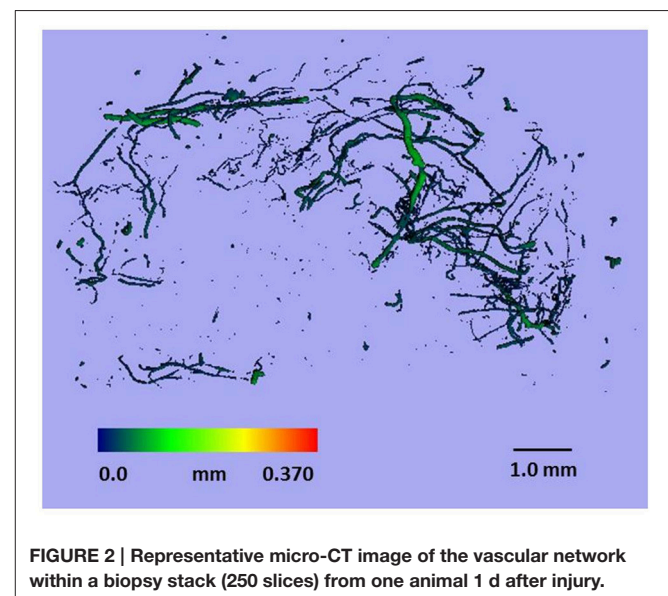 0.0 mm 0.370
1.0 mm
FIGURE 2 | Representative micro-CT image of the vascular network
within a biopsy stack (250 slices) from one animal 1 d after injury.